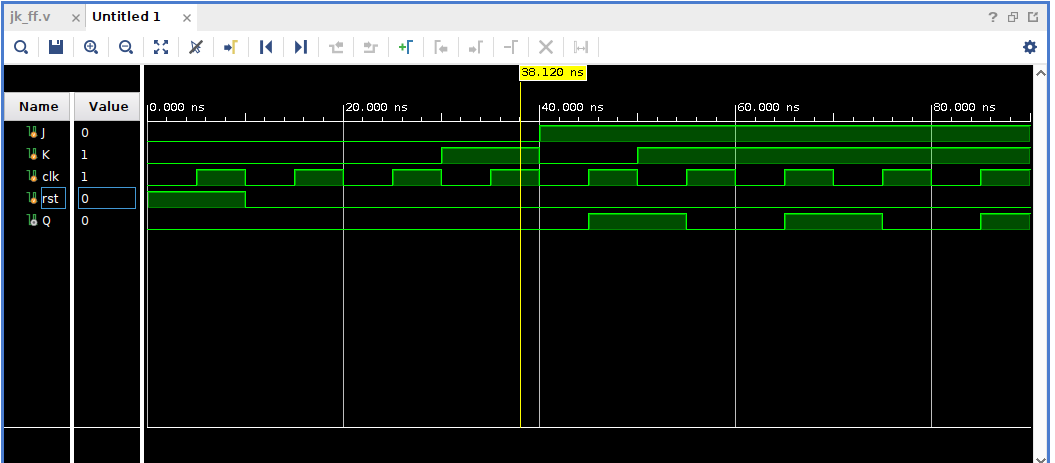 jk_ff.v × Untitled 1 ×
?
38.120 ns
Name Value
0.000 ns 20.000 ns 40.000 ns 60.000 ns 80.000 ns
J 0
K 1
clk 1
rst 0
Q 0